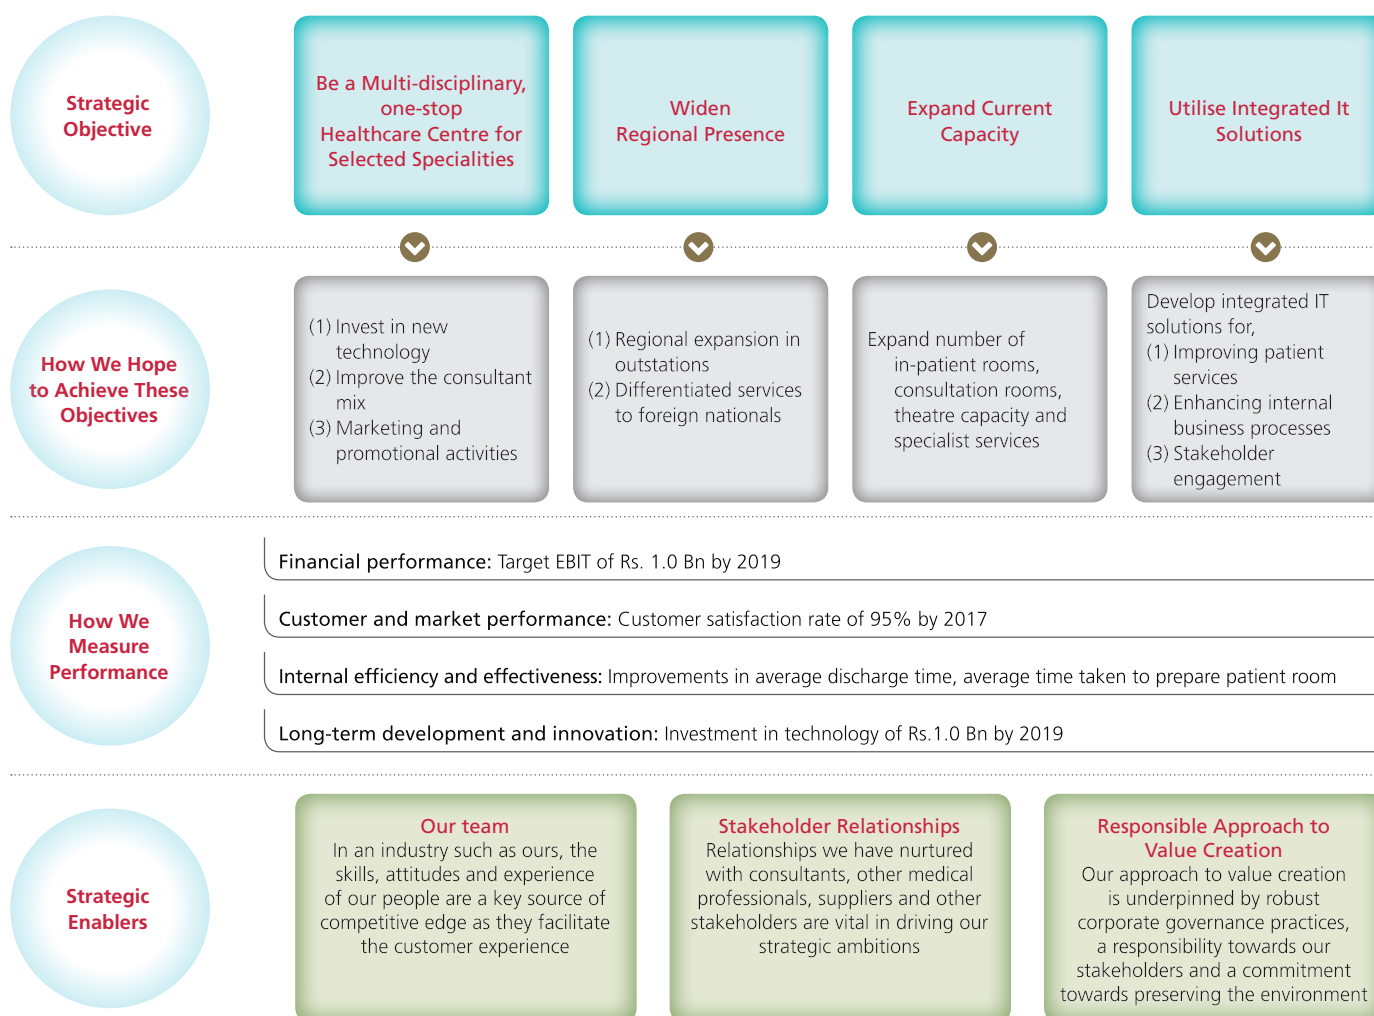 Strategic
Objective
Be a Multi-disciplinary,
one-stop
Healthcare Centre for
Selected Specialities
Widen
Regional Presence
Expand Current
Capacity
Utilise Integrated It
Solutions
How We Hope
to Achieve These
Objectives
(1) Invest in new
technology
(2) Improve the consultant
mix
(3) Marketing and
promotional activities
(1) Regional expansion in
outstations
(2) Differentiated services
to foreign nationals
Expand number of
in-patient rooms,
consultation rooms,
theatre capacity and
specialist services
Develop integrated IT
solutions for,
(1) Improving patient
services
(2) Enhancing internal
business processes
(3) Stakeholder
engagement
How We
Measure
Performance
Financial performance: Target EBIT of Rs. 1.0 Bn by 2019
Customer and market performance: Customer satisfaction rate of 95% by 2017
Internal efficiency and effectiveness: Improvements in average discharge time, average time taken to prepare patient room
Long-term development and innovation: Investment in technology of Rs.1.0 Bn by 2019
Strategic
Enablers
Our team
In an industry such as ours, the
skills, attitudes and experience
of our people are a key source of
competitive edge as they facilitate
the customer experience
Stakeholder Relationships
Relationships we have nurtured
with consultants, other medical
professionals, suppliers and other
stakeholders are vital in driving our
strategic ambitions
Responsible Approach to
Value Creation
Our approach to value creation
is underpinned by robust
corporate governance practices,
a responsibility towards our
stakeholders and a commitment
towards preserving the environment